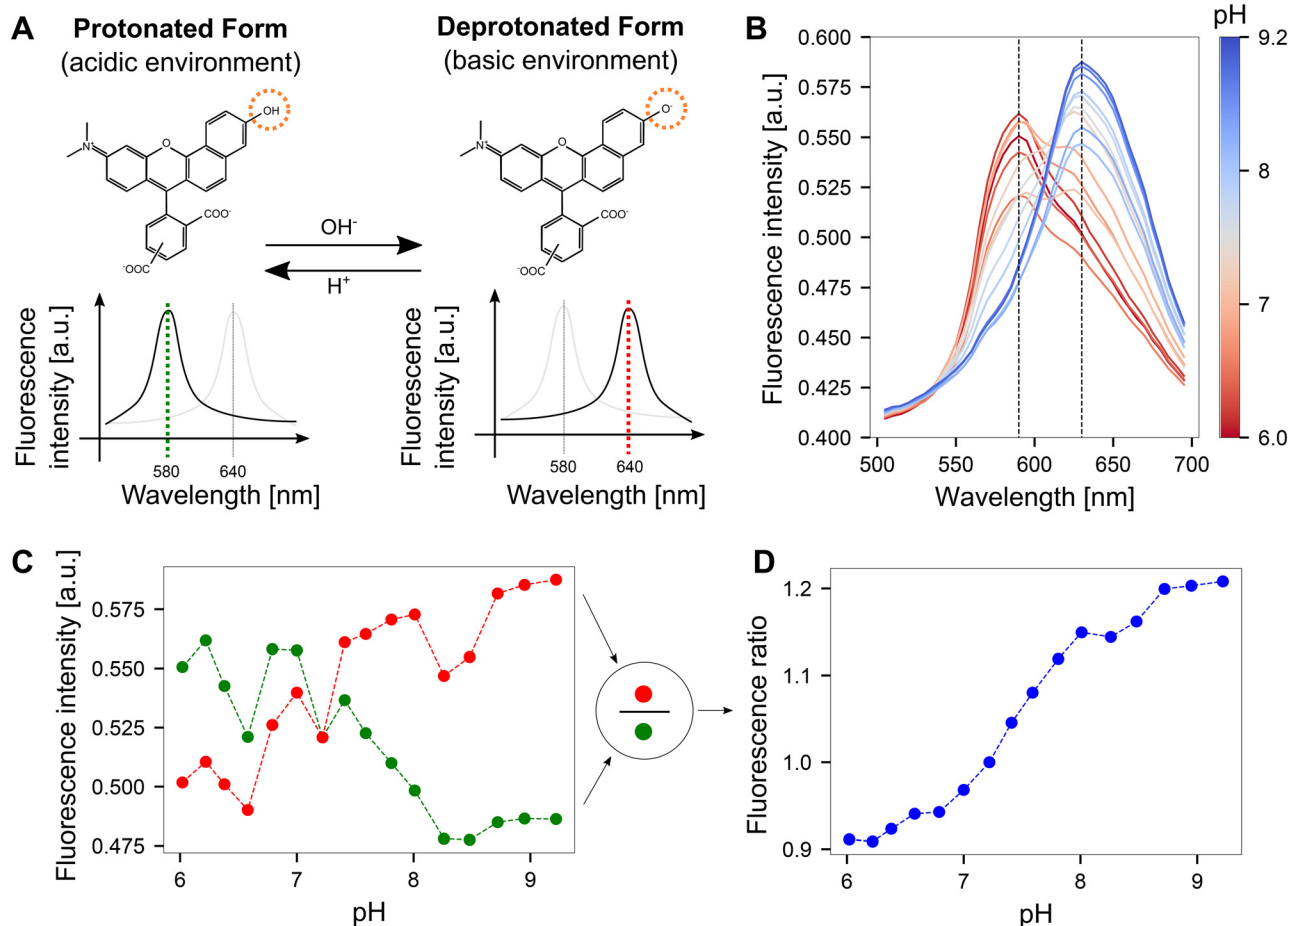 A
Protonated Form
(acidic environment)
OH
N⁺
O
COO⁻
⁻OOC
OH⁻
H⁺
Deprotonated Form
(basic environment)
O⁻
N⁺
O
COO⁻
⁻OOC
Fluorescence
intensity [a.u.]
580
640
Wavelength [nm]
Fluorescence
intensity [a.u.]
580
640
Wavelength [nm]
B
Fluorescence intensity [a.u.]
0.600
0.575
0.550
0.525
0.500
0.475
0.450
0.425
0.400
500
550
600
650
700
Wavelength [nm]
pH
9.2
8
7
6.0
C
Fluorescence intensity [a.u.]
0.575
0.550
0.525
0.500
0.475
6
7
8
9
pH
D
Fluorescence ratio
1.2
1.1
1.0
0.9
6
7
8
9
pH